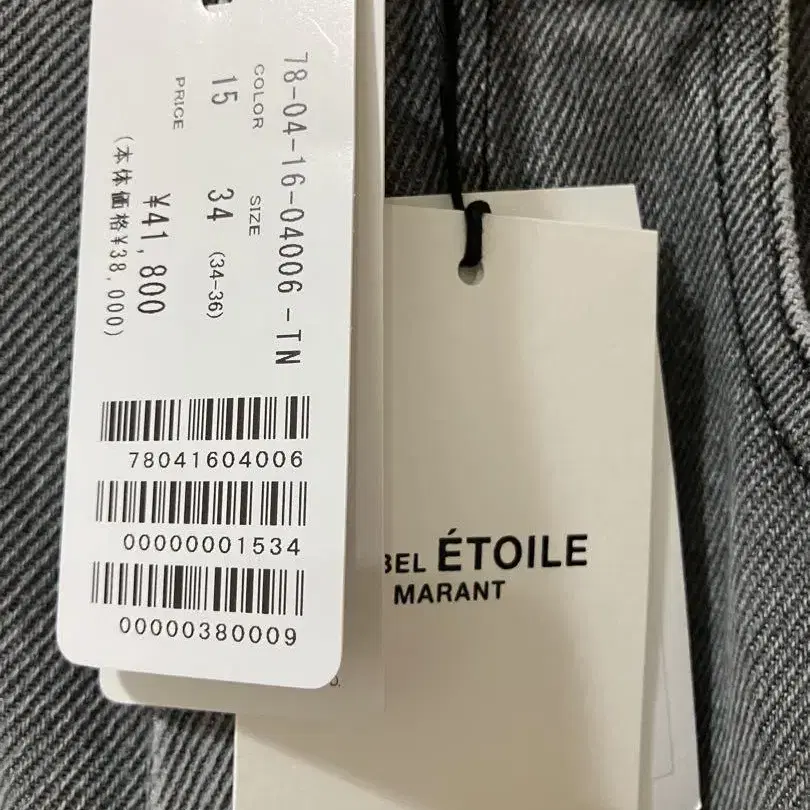 78-04-16-04006-TN
COLOR SIZE
15 34 (34-36)
PRICE
¥41,800
(本体価格¥38,000)
78041604006
00000001534
00000380009
BEL ÉTOILE
MARANT